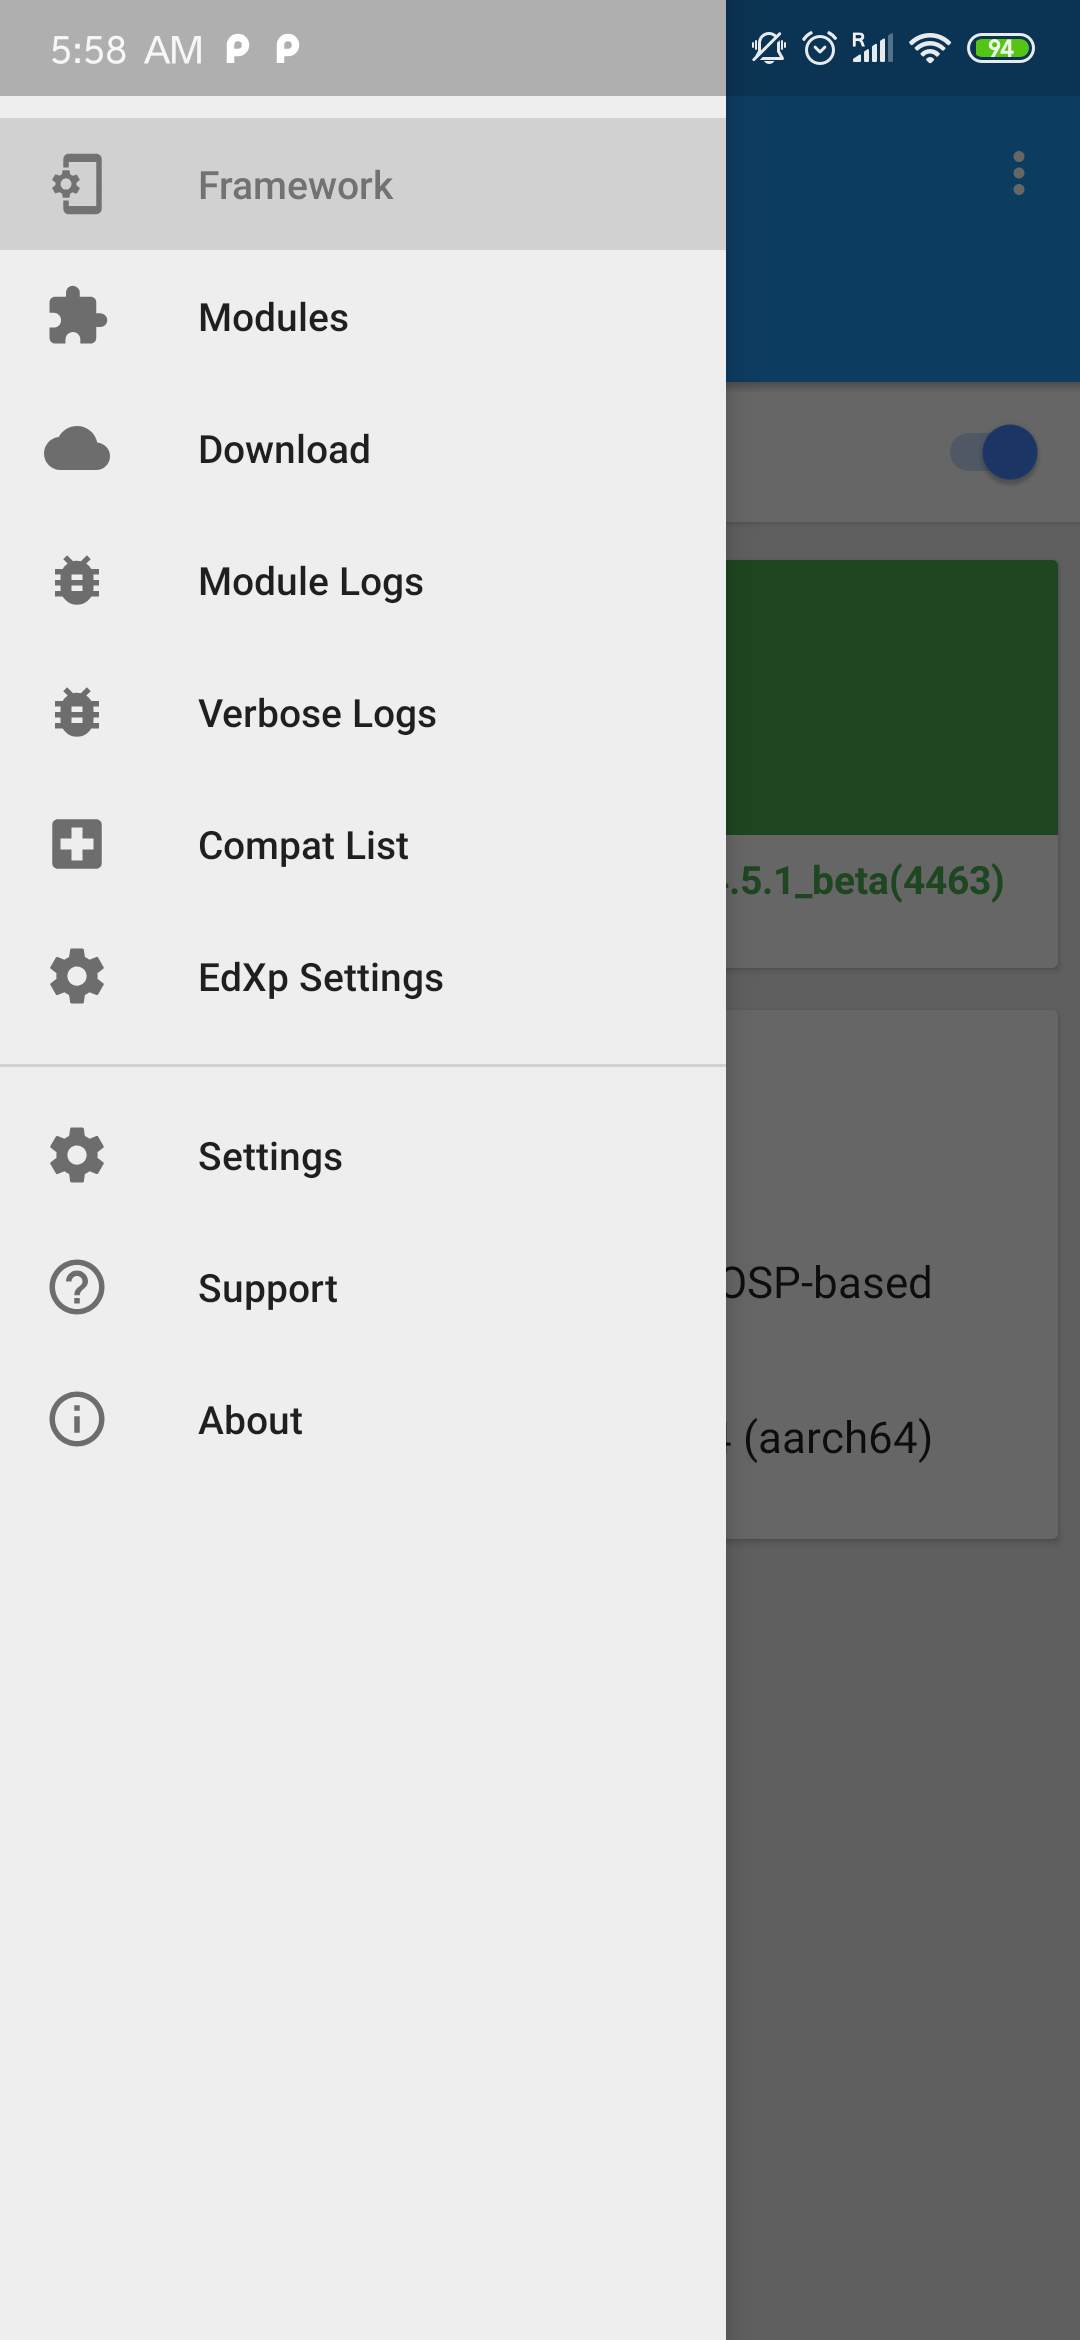 5:58 AM
R
94
Framework
Modules
Download
Module Logs
Verbose Logs
Compat List
.5.1_beta(4463)
EdXp Settings
Settings
OSP-based
Support
About
(aarch64)